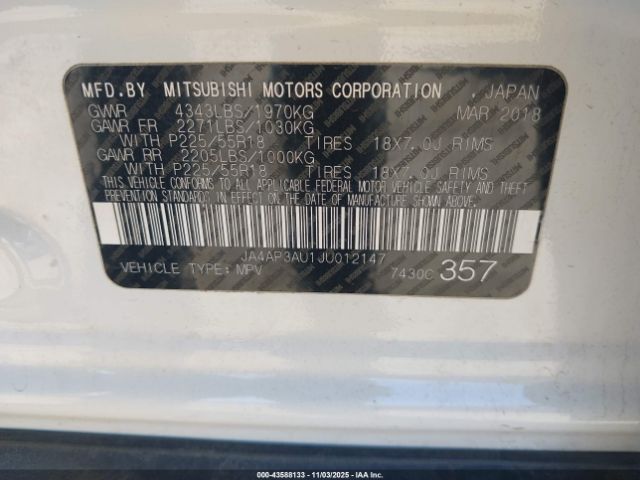 MFD.BY MITSUBISHI MOTORS CORPORATION , JAPAN
GVWR 4343LBS/1970KG MAR 2018
GAWR FR 2271LBS/1030KG
WITH P225/55R18 TIRES 18X7.0J RIMS
GAWR RR 2205LBS/1000KG
WITH P225/55R18 TIRES 18X7.0J RIMS
THIS VEHICLE CONFORMS TO ALL APPLICABLE FEDERAL MOTOR VEHICLE SAFETY AND THEFT
PREVENTION STANDARDS IN EFFECT ON THE DATE OF MANUFACTURE SHOWN ABOVE.
JA4AP3AU1JU012147
VEHICLE TYPE: MPV 7430C 357
000-43588133 - 11/03/2025 - IAAI.COM